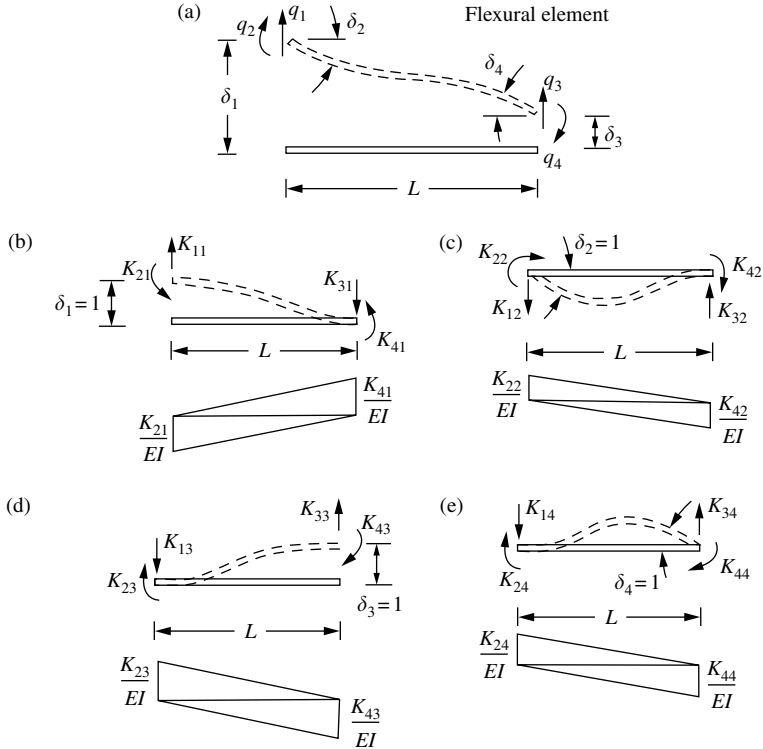 (a)
Flexural element
q₂
q₁
δ₂
δ₁
δ₄
q₃
δ₃
q₄
L
(b)
K₁₁
K₂₁
δ₁ = 1
K₃₁
K₄₁
L
K₂₁/EI
K₄₁/EI
(c)
K₂₂
δ₂ = 1
K₄₂
K₁₂
K₃₂
L
K₂₂/EI
K₄₂/EI
(d)
K₃₃
K₁₃
K₄₃
K₂₃
δ₃ = 1
L
K₂₃/EI
K₄₃/EI
(e)
K₁₄
K₃₄
K₂₄
δ₄ = 1
K₄₄
L
K₂₄/EI
K₄₄/EI